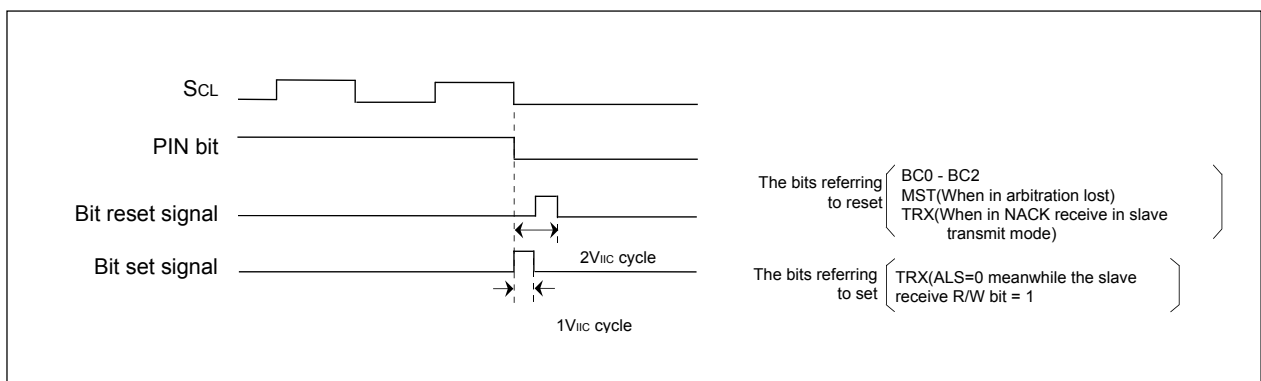 SCL
PIN bit
Bit reset signal
Bit set signal
2VIIC cycle
1VIIC cycle
The bits referring
to reset
BC0 - BC2
MST(When in arbitration lost)
TRX(When in NACK receive in slave
transmit mode)
The bits referring
to set
TRX(ALS=0 meanwhile the slave
receive R/W bit = 1